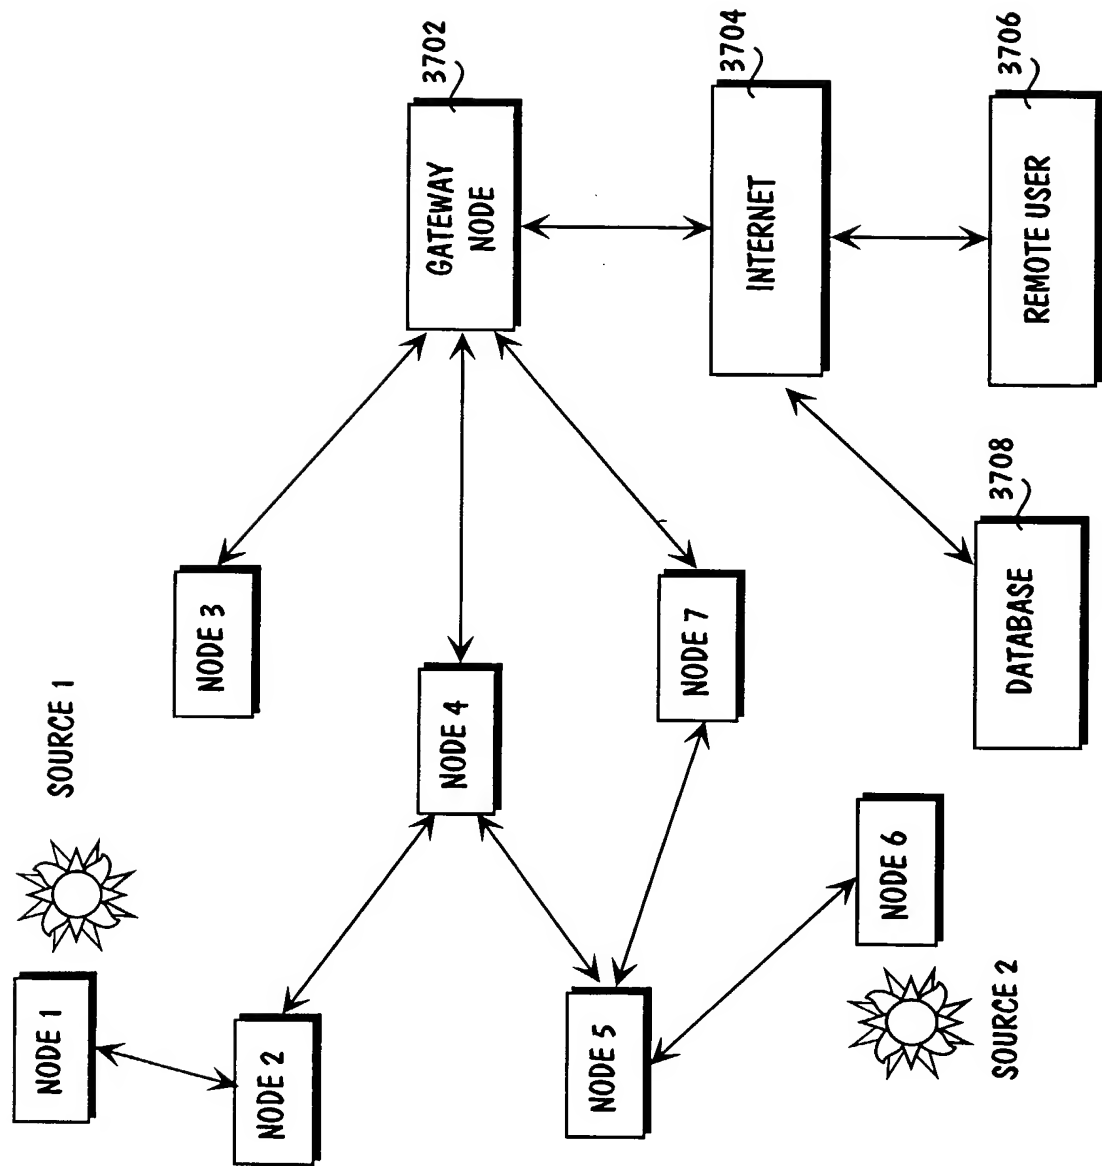 NODE 1
SOURCE 1
NODE 2
NODE 3
NODE 4
GATEWAY
NODE
3702
NODE 5
NODE 7
INTERNET
3704
SOURCE 2
NODE 6
DATABASE
3708
REMOTE USER
3706